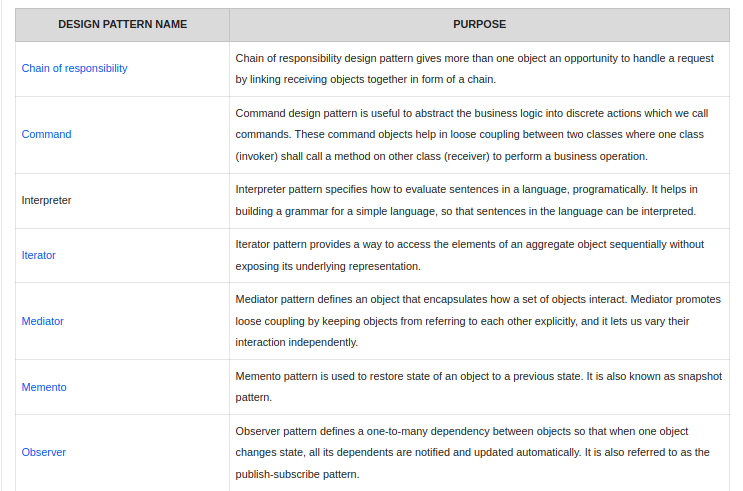 DESIGN PATTERN NAME PURPOSE
Chain of responsibility
Chain of responsibility design pattern gives more than one object an opportunity to handle a request
by linking receiving objects together in form of a chain.
Command
Command design pattern is useful to abstract the business logic into discrete actions which we call
commands. These command objects help in loose coupling between two classes where one class
(invoker) shall call a method on other class (receiver) to perform a business operation.
Interpreter
Interpreter pattern specifies how to evaluate sentences in a language, programatically. It helps in
building a grammar for a simple language, so that sentences in the language can be interpreted.
Iterator
Iterator pattern provides a way to access the elements of an aggregate object sequentially without
exposing its underlying representation.
Mediator
Mediator pattern defines an object that encapsulates how a set of objects interact. Mediator promotes
loose coupling by keeping objects from referring to each other explicitly, and it lets us vary their
interaction independently.
Memento
Memento pattern is used to restore state of an object to a previous state. It is also known as snapshot
pattern.
Observer
Observer pattern defines a one-to-many dependency between objects so that when one object
changes state, all its dependents are notified and updated automatically. It is also referred to as the
publish-subscribe pattern.